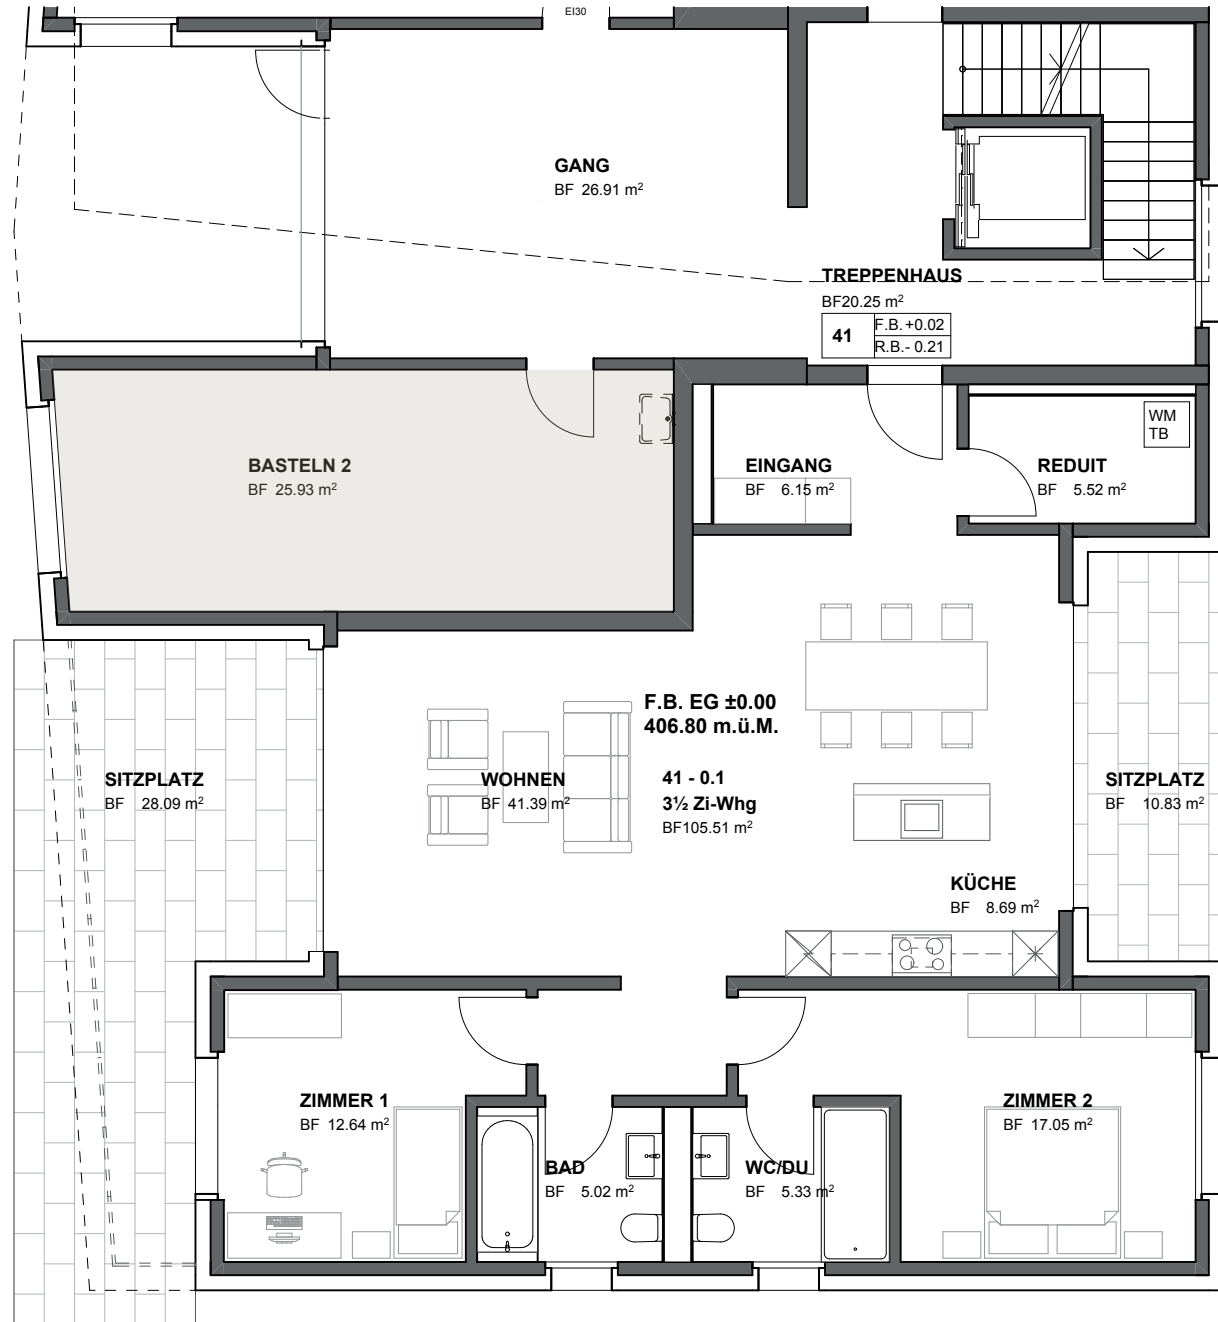 EI30
GANG
BF 26.91 m²
TREPPENHAUS
BF20.25 m²
41
F.B. +0.02
R.B.- 0.21
WM
TB
BASTELN 2
BF 25.93 m²
EINGANG
BF 6.15 m²
REDUIT
BF 5.52 m²
F.B. EG ±0.00
406.80 m.ü.M.
SITZPLATZ
BF 28.09 m²
WOHNEN
BF 41.39 m²
41 - 0.1
3½ Zi-Whg
BF105.51 m²
SITZPLATZ
BF 10.83 m²
KÜCHE
BF 8.69 m²
ZIMMER 1
BF 12.64 m²
ZIMMER 2
BF 17.05 m²
BAD
BF 5.02 m²
WC/DU
BF 5.33 m²